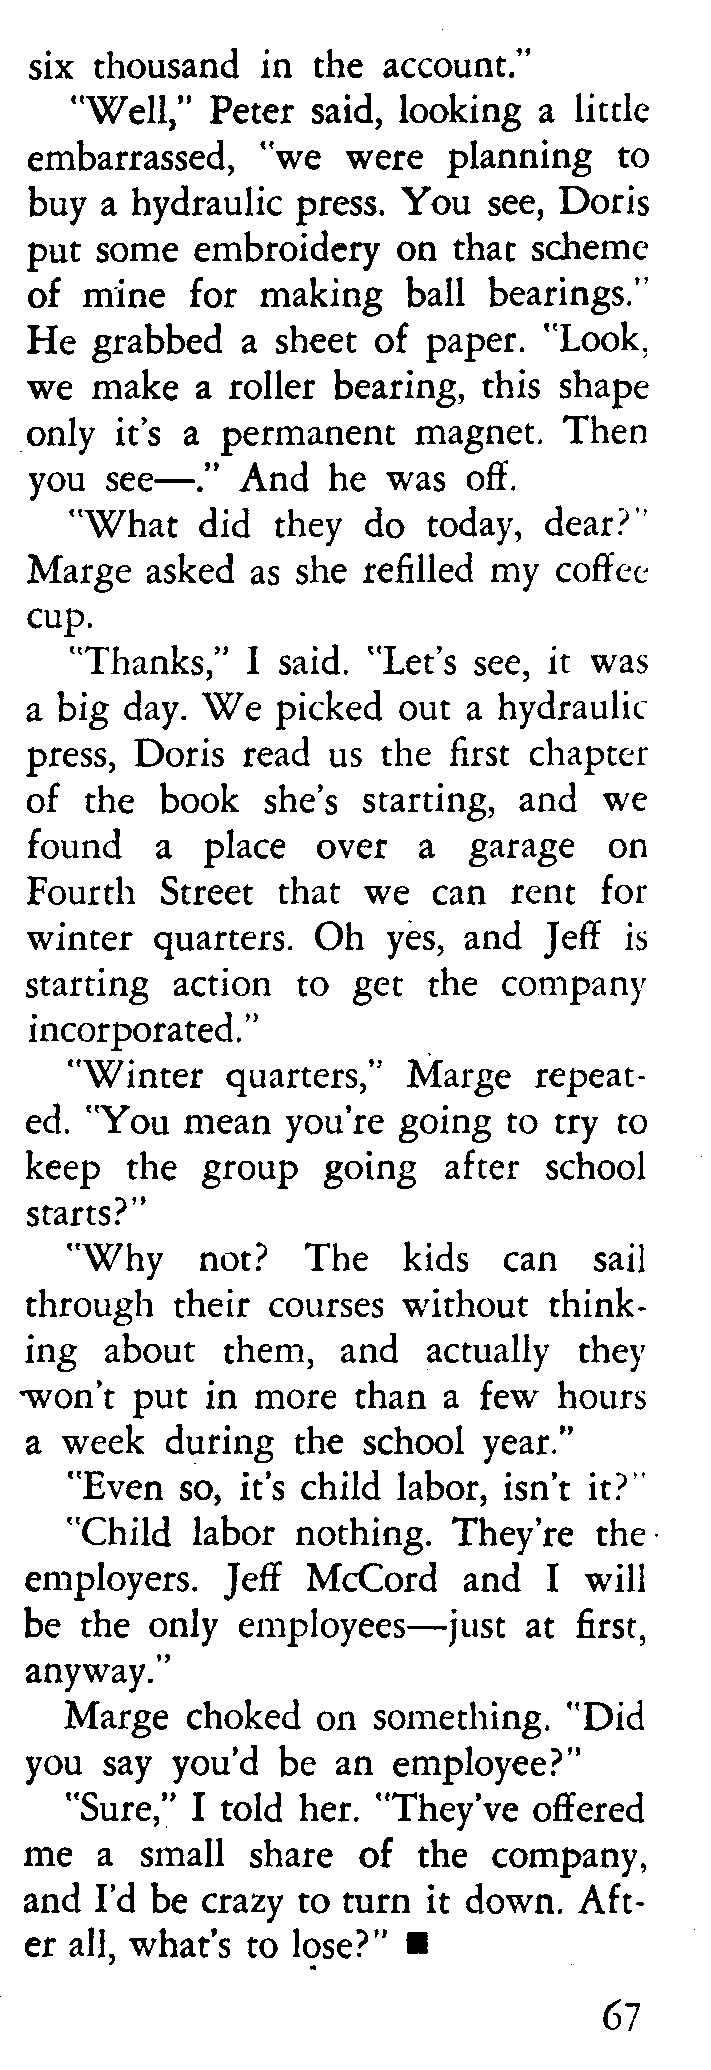 six thousand in the account."
"Well," Peter said, looking a little
embarrassed, "we were planning to
buy a hydraulic press. You see, Doris
put some embroidery on that scheme
of mine for making ball bearings."
He grabbed a sheet of paper. "Look,
we make a roller bearing, this shape
only it's a permanent magnet. Then
you see—." And he was off.
"What did they do today, dear?"
Marge asked as she refilled my coffee
cup.
"Thanks," I said. "Let's see, it was
a big day. We picked out a hydraulic
press, Doris read us the first chapter
of the book she's starting, and we
found a place over a garage on
Fourth Street that we can rent for
winter quarters. Oh yes, and Jeff is
starting action to get the company
incorporated."
"Winter quarters," Marge repeat-
ed. "You mean you're going to try to
keep the group going after school
starts?"
"Why not? The kids can sail
through their courses without think-
ing about them, and actually they
won't put in more than a few hours
a week during the school year."
"Even so, it's child labor, isn't it?"
"Child labor nothing. They're the
employers. Jeff McCord and I will
be the only employees—just at first,
anyway."
Marge choked on something. "Did
you say you'd be an employee?"
"Sure," I told her. "They've offered
me a small share of the company,
and I'd be crazy to turn it down. Aft-
er all, what's to lose?" ■
67